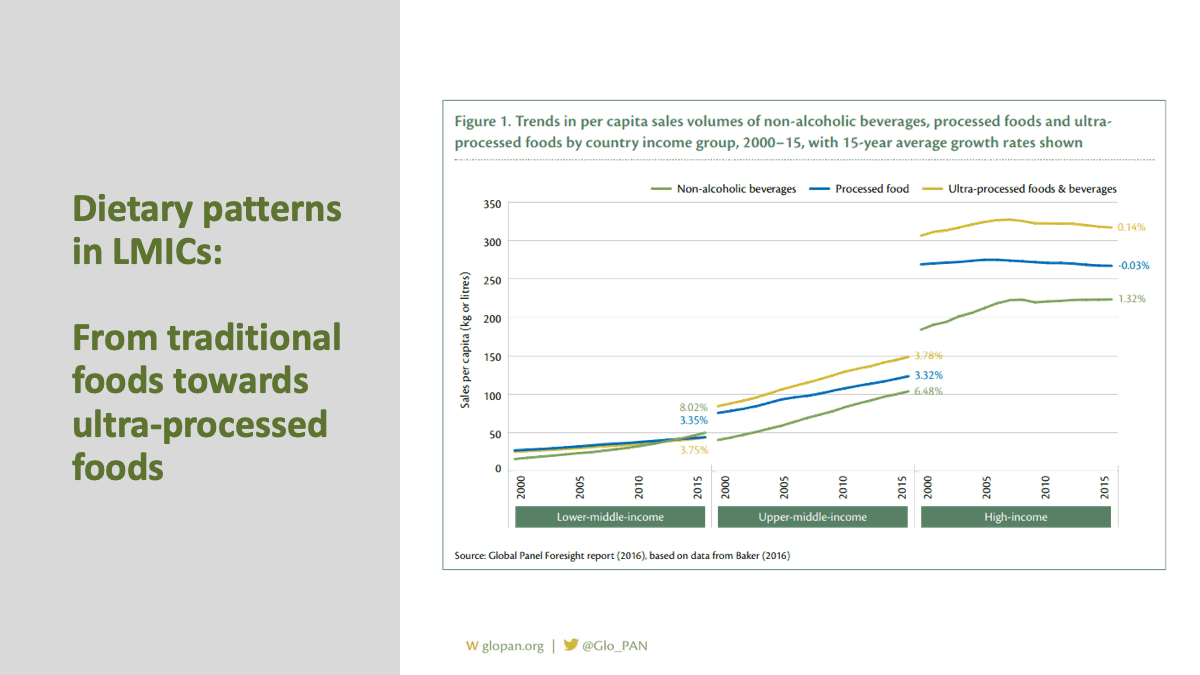 Dietary patterns
in LMICs:
From traditional
foods towards
ultra-processed
foods
Figure 1. Trends in per capita sales volumes of non-alcoholic beverages, processed foods and ultra-
processed foods by country income group, 2000–15, with 15-year average growth rates shown
Non-alcoholic beverages Processed food Ultra-processed foods & beverages
Sales per capita (kg or litres)
350
300
250
200
150
100
50
0
8.02%
3.35%
3.75%
3.78%
3.32%
6.48%
0.14%
-0.03%
1.32%
2000 2005 2010 2015 2000 2005 2010 2015 2000 2005 2010 2015
Lower-middle-income Upper-middle-income High-income
Source: Global Panel Foresight report (2016), based on data from Baker (2016)
W glopan.org | @Glo_PAN